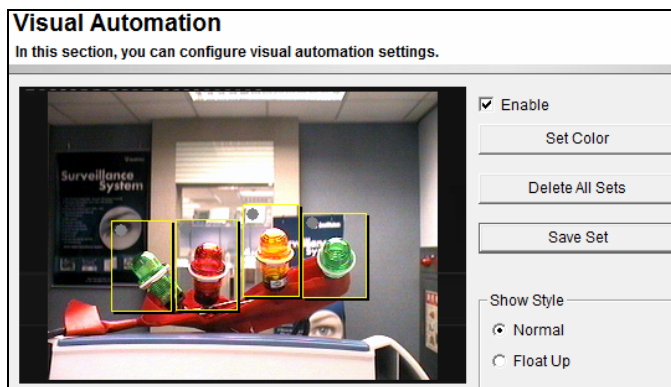 Visual Automation
In this section, you can configure visual automation settings.
Enable
Set Color
Delete All Sets
Save Set
Show Style
Normal
Float Up
Surveillance
System